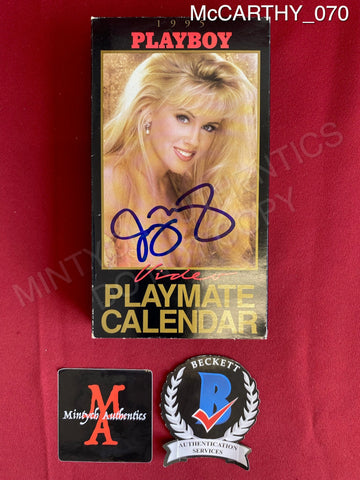 McCARTHY_070
1995
PLAYBOY
Video
PLAYMATE
CALENDAR
MA
Mintych Authentics
BECKETT
B
AUTHENTICATION
SERVICES